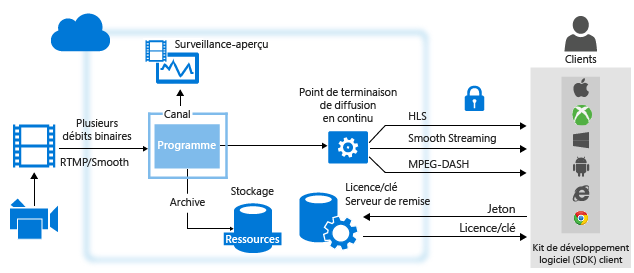 Surveillance-aperçu
Clients
Point de terminaison
de diffusion
en continu
Canal
HLS
Plusieurs
débits binaires
Programme
Smooth Streaming
RTMP/Smooth
MPEG-DASH
Archive
Stockage
Licence/clé
Serveur de remise
Jeton
Ressources
Licence/clé
Kit de développement
logiciel (SDK) client